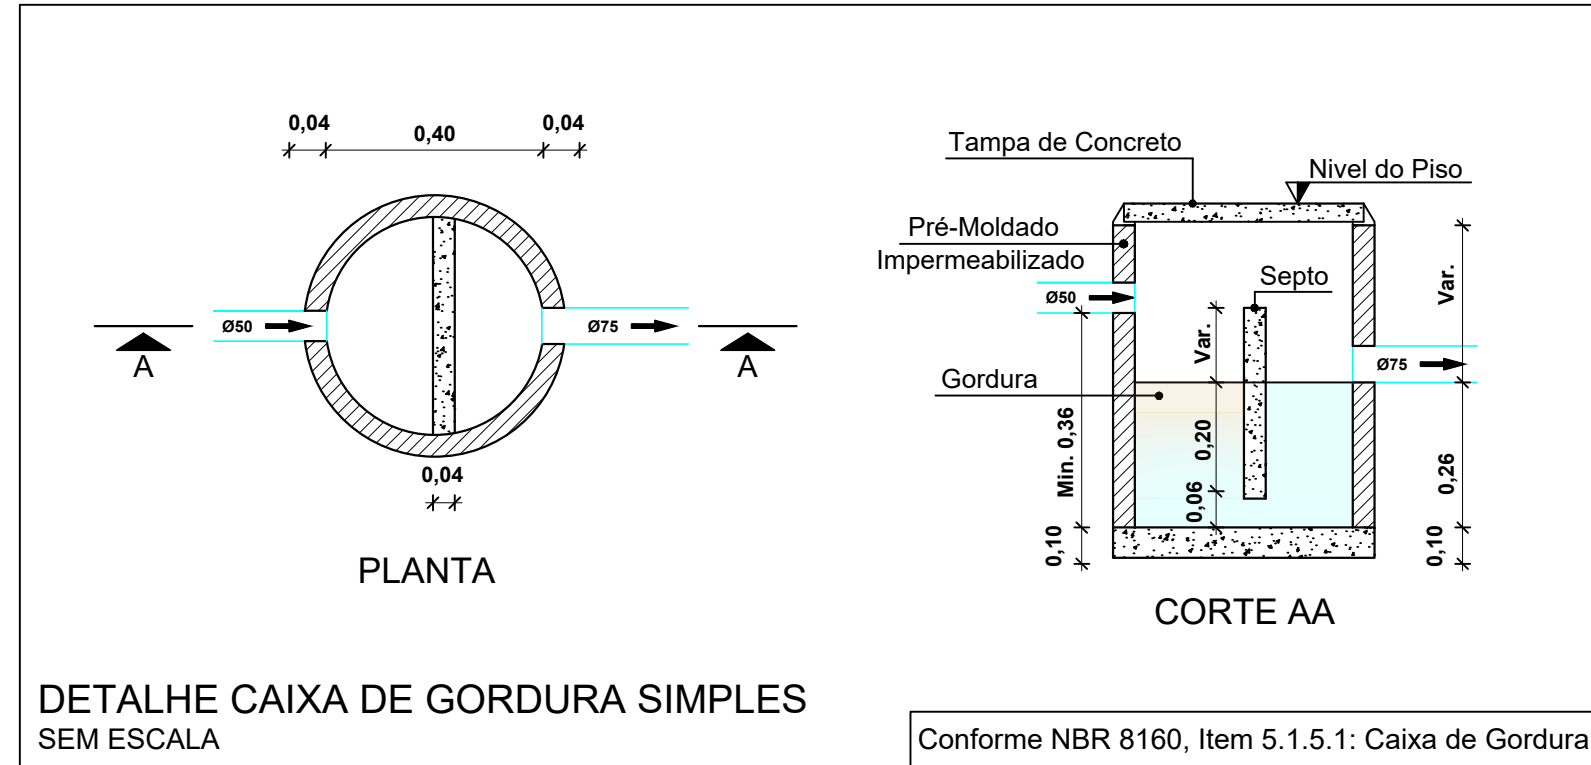 0,04
0,40
0,04
Ø50
Ø75
A
A
0,04
PLANTA
Tampa de Concreto
Nivel do Piso
Pré-Moldado
Impermeabilizado
Septo
Ø50
Var.
Var.
Ø75
Gordura
Min. 0,36
0,20
0,26
0,06
0,10
0,10
CORTE AA
DETALHE CAIXA DE GORDURA SIMPLES
SEM ESCALA
Conforme NBR 8160, Item 5.1.5.1: Caixa de Gordura